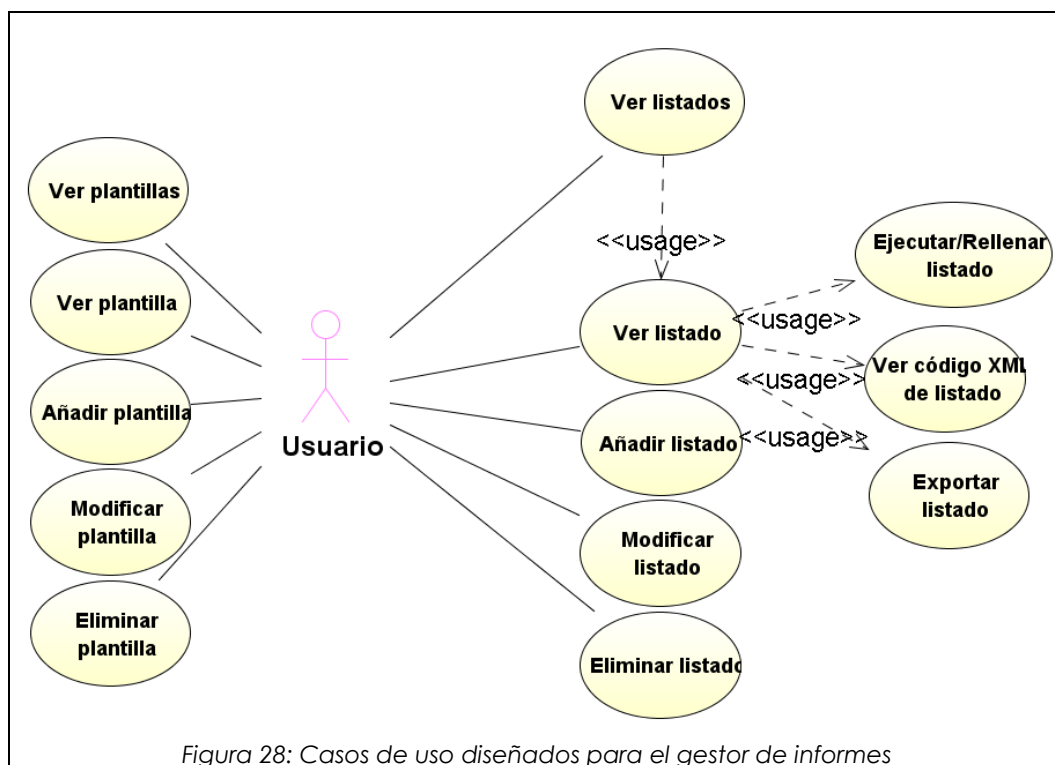 Ver listados
Ver plantillas
<<usage>>
Ejecutar/Rellenar
listado
Ver plantilla
Ver listado
<<usage>>
Ver código XML
de listado
<<usage>>
Añadir plantilla
Usuario
Añadir listado
<<usage>>
Exportar
listado
Modificar
plantilla
Modificar
listado
Eliminar
plantilla
Eliminar listado
Figura 28: Casos de uso diseñados para el gestor de informes